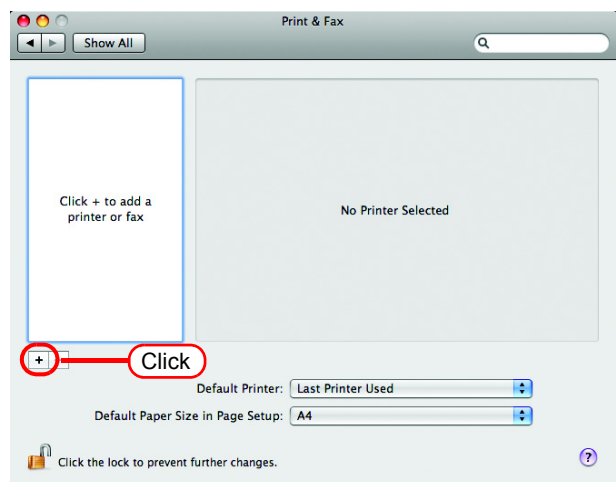 Print & Fax
Show All
Click + to add a
printer or fax
No Printer Selected
+
Click
Default Printer: Last Printer Used
Default Paper Size in Page Setup: A4
Click the lock to prevent further changes.
?